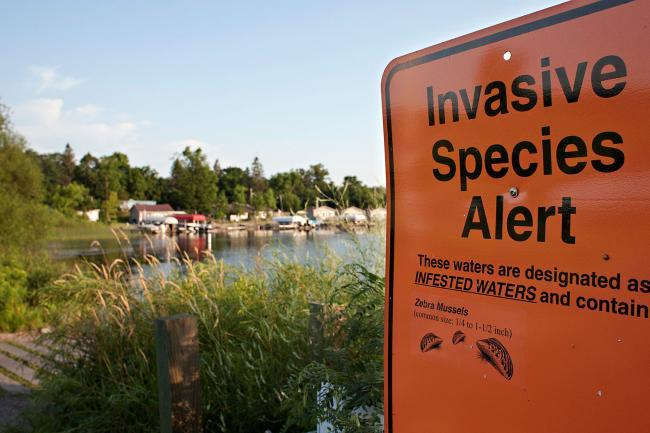 Invasive
Species
Alert
These waters are designated as
INFESTED WATERS and contain
Zebra Mussels
(common size: 1/4 to 1-1/2 inch)